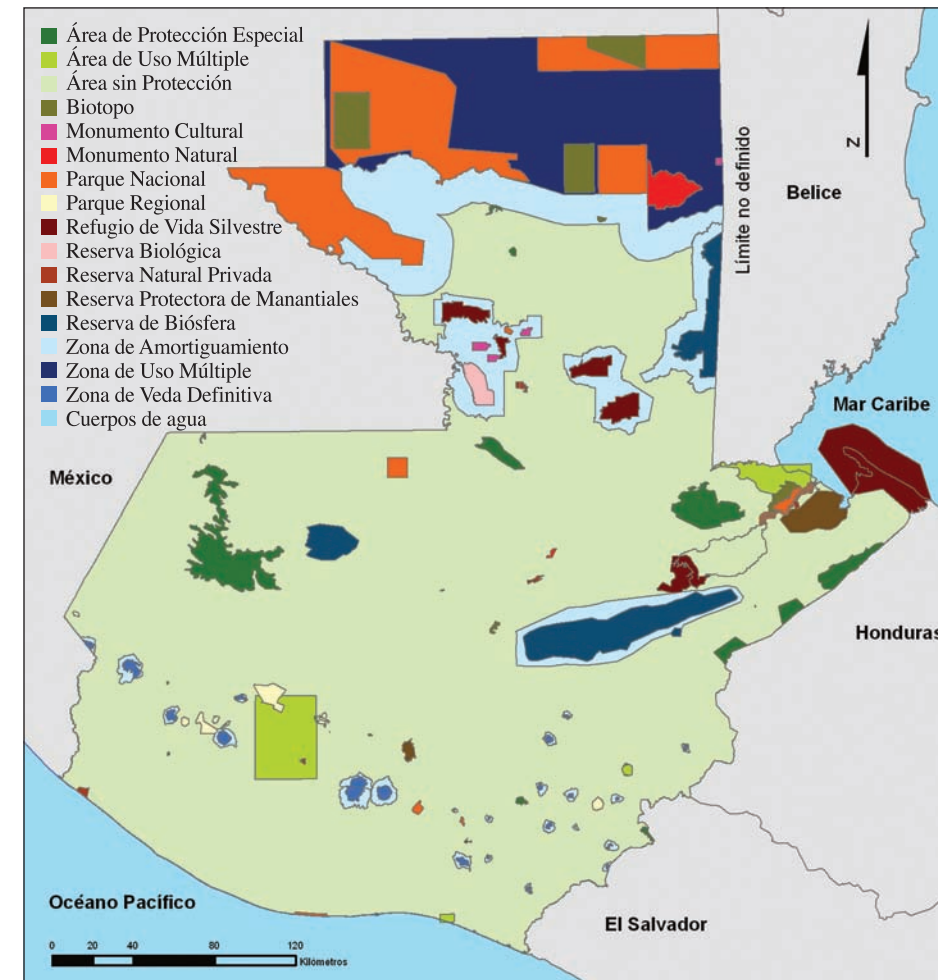 Área de Protección Especial
Área de Uso Múltiple
Área sin Protección
Biotopo
Monumento Cultural
Monumento Natural
Parque Nacional
Parque Regional
Refugio de Vida Silvestre
Reserva Biológica
Reserva Natural Privada
Reserva Protectora de Manantiales
Reserva de Biósfera
Zona de Amortiguamiento
Zona de Uso Múltiple
Zona de Veda Definitiva
Cuerpos de agua
N
Límite no definido
Belice
Mar Caribe
México
Honduras
Océano Pacífico
El Salvador
0 20 40 80 120
Kilómetros